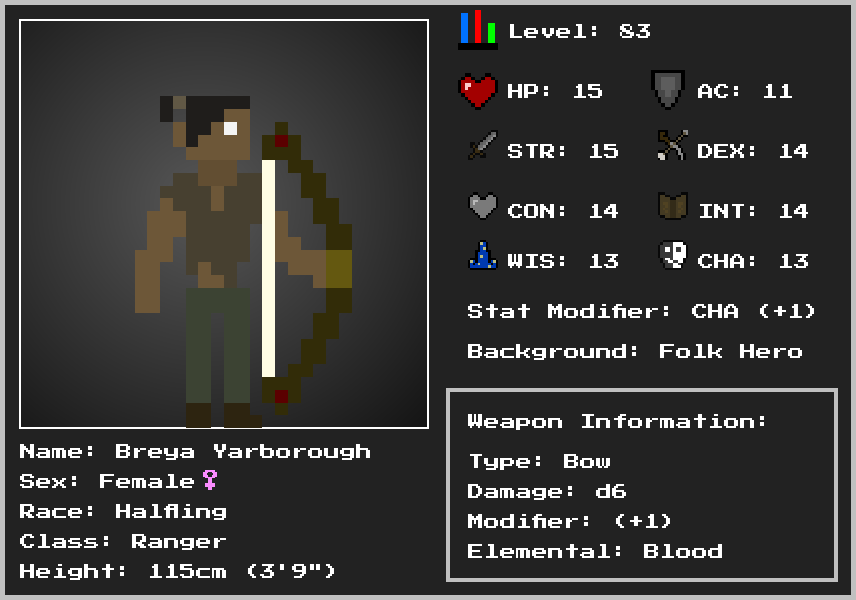 Level: 83
HP: 15 AC: 11
STR: 15 DEX: 14
CON: 14 INT: 14
WIS: 13 CHA: 13
Stat Modifier: CHA (+1)
Background: Folk Hero
Weapon Information:
Type: Bow
Damage: d6
Modifier: (+1)
Elemental: Blood
Name: Breya Yarborough
Sex: Female♀
Race: Halfling
Class: Ranger
Height: 115cm (3'9")